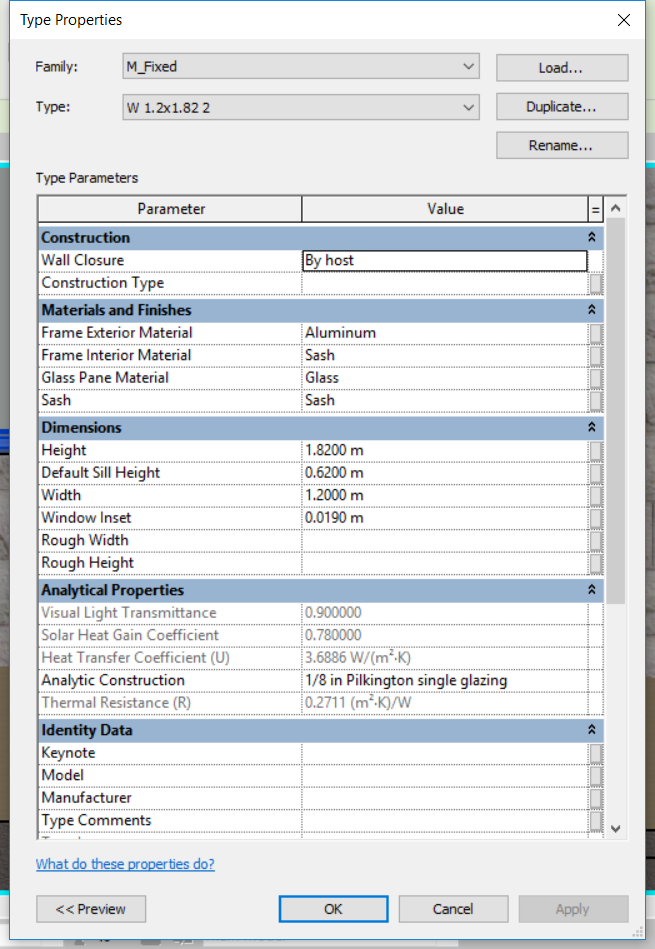 Type Properties
Family: M_Fixed Load...
Type: W 1.2x1.82 2 Duplicate...
Rename...
Type Parameters
Parameter Value =
Construction
Wall Closure By host
Construction Type
Materials and Finishes
Frame Exterior Material Aluminum
Frame Interior Material Sash
Glass Pane Material Glass
Sash Sash
Dimensions
Height 1.8200 m
Default Sill Height 0.6200 m
Width 1.2000 m
Window Inset 0.0190 m
Rough Width
Rough Height
Analytical Properties
Visual Light Transmittance 0.900000
Solar Heat Gain Coefficient 0.780000
Heat Transfer Coefficient (U) 3.6886 W/(m²·K)
Analytic Construction 1/8 in Pilkington single glazing
Thermal Resistance (R) 0.2711 (m²·K)/W
Identity Data
Keynote
Model
Manufacturer
Type Comments
What do these properties do?
<< Preview OK Cancel Apply